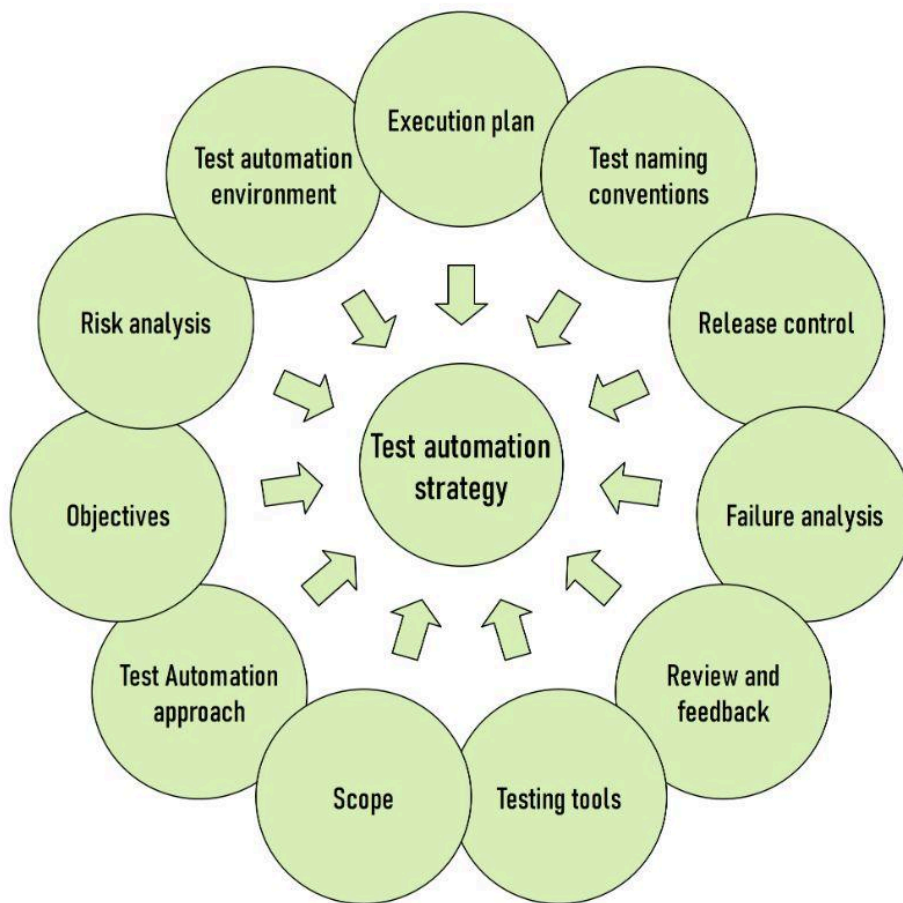 Execution plan
Test automation
environment
Test naming
conventions
Risk analysis
Release control
Test automation
strategy
Objectives
Failure analysis
Test Automation
approach
Review and
feedback
Scope
Testing tools